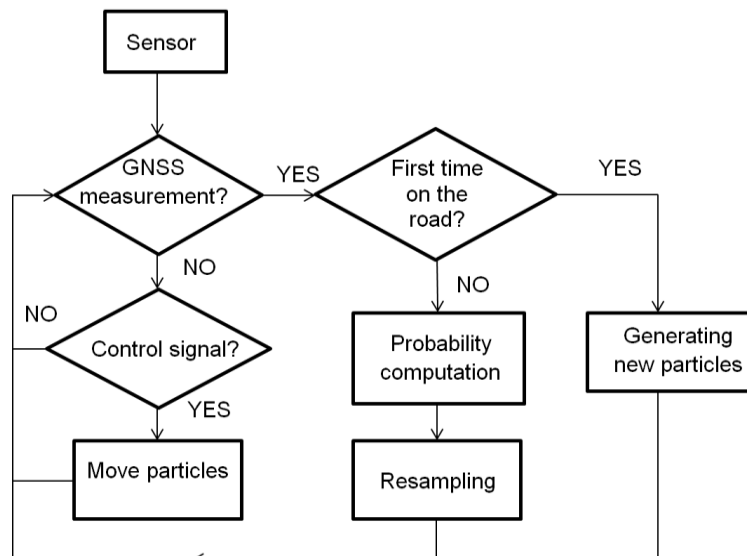 Sensor
GNSS
measurement?
YES
First time
on the
road?
YES
NO
NO
NO
Control signal?
Probability
computation
Generating
new particles
YES
Move particles
Resampling